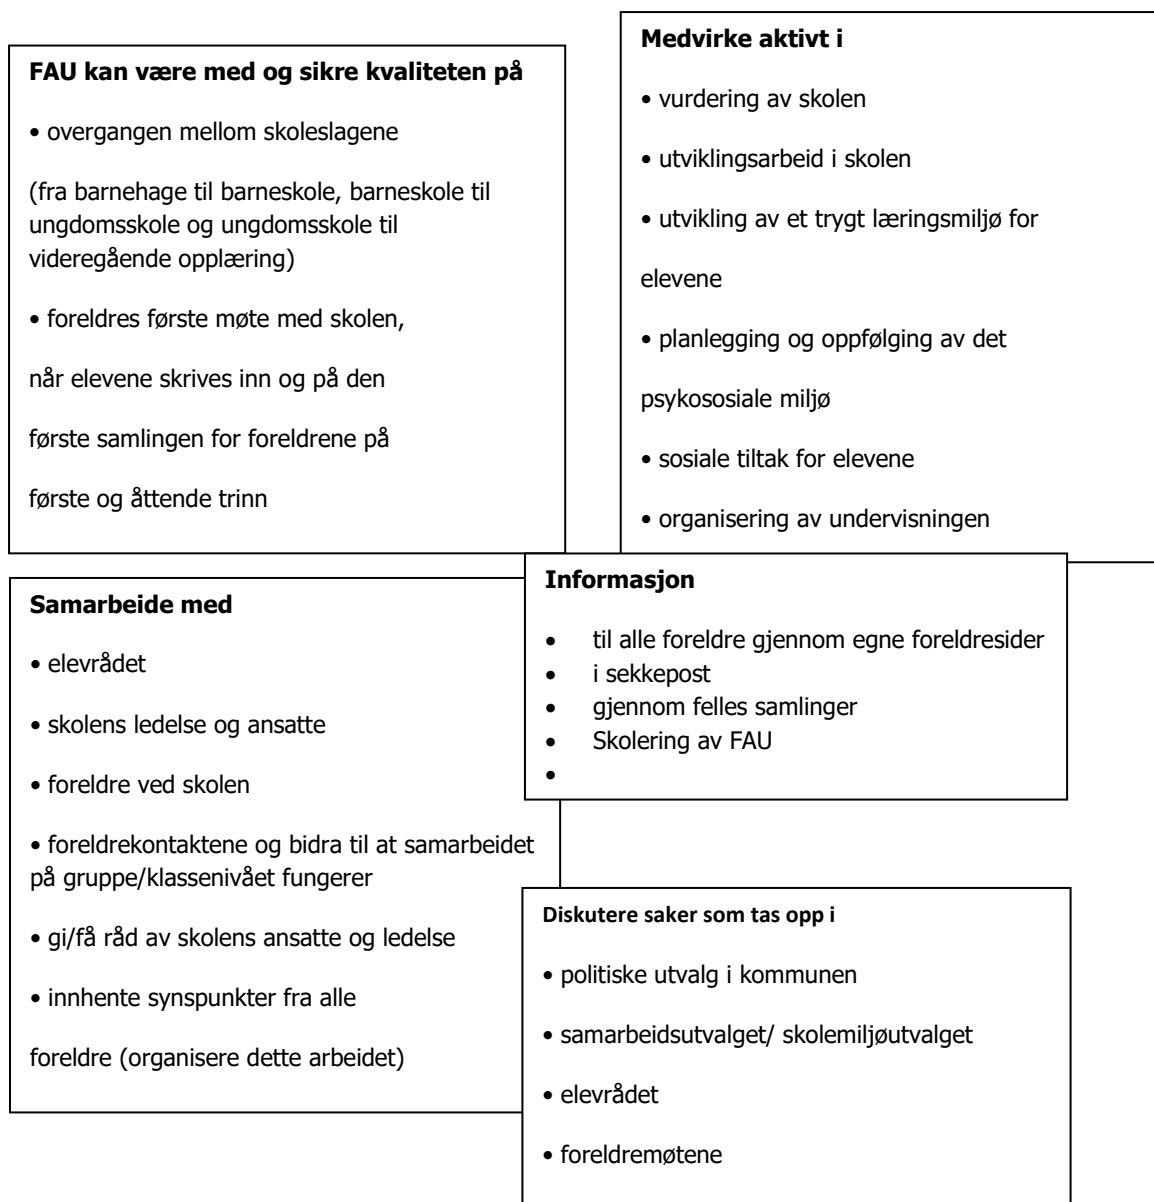 FAU kan være med og sikre kvaliteten på
• overgangen mellom skoleslagene
(fra barnehage til barneskole, barneskole til
ungdomsskole og ungdomsskole til
videregående opplæring)
• foreldres første møte med skolen,
når elevene skrives inn og på den
første samlingen for foreldrene på
første og åttende trinn
Medvirke aktivt i
• vurdering av skolen
• utviklingsarbeid i skolen
• utvikling av et trygt læringsmiljø for
elevene
• planlegging og oppfølging av det
psykososiale miljø
• sosiale tiltak for elevene
• organisering av undervisningen
Samarbeide med
• elevrådet
• skolens ledelse og ansatte
• foreldre ved skolen
• foreldrekontaktene og bidra til at samarbeidet
på gruppe/klassenivået fungerer
• gi/få råd av skolens ansatte og ledelse
• innhente synspunkter fra alle
foreldre (organisere dette arbeidet)
Informasjon
• til alle foreldre gjennom egne foreldresider
• i sekkepost
• gjennom felles samlinger
• Skolering av FAU
•
Diskutere saker som tas opp i
• politiske utvalg i kommunen
• samarbeidsutvalget/ skolemiljøutvalget
• elevrådet
• foreldremøtene